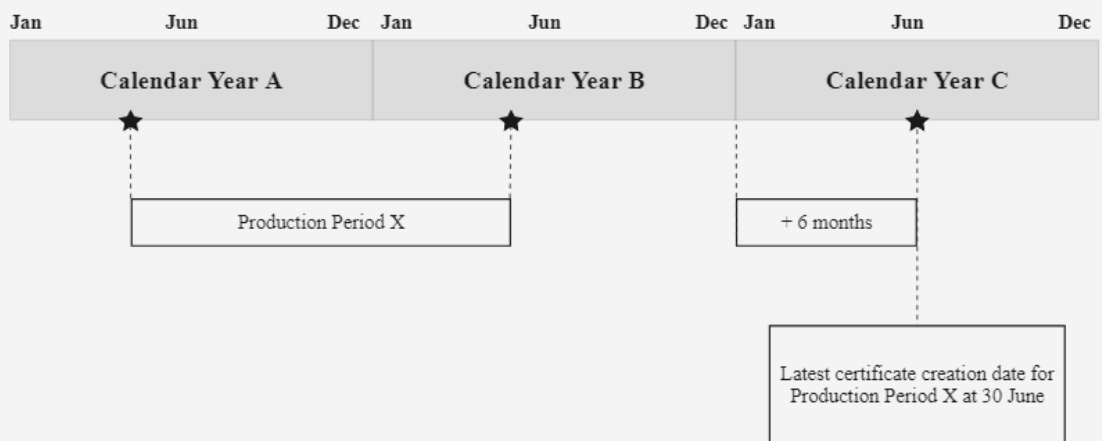 Jan Jun Dec Jan Jun Dec Jan Jun Dec
Calendar Year A Calendar Year B Calendar Year C
Production Period X + 6 months
Latest certificate creation date for
Production Period X at 30 June